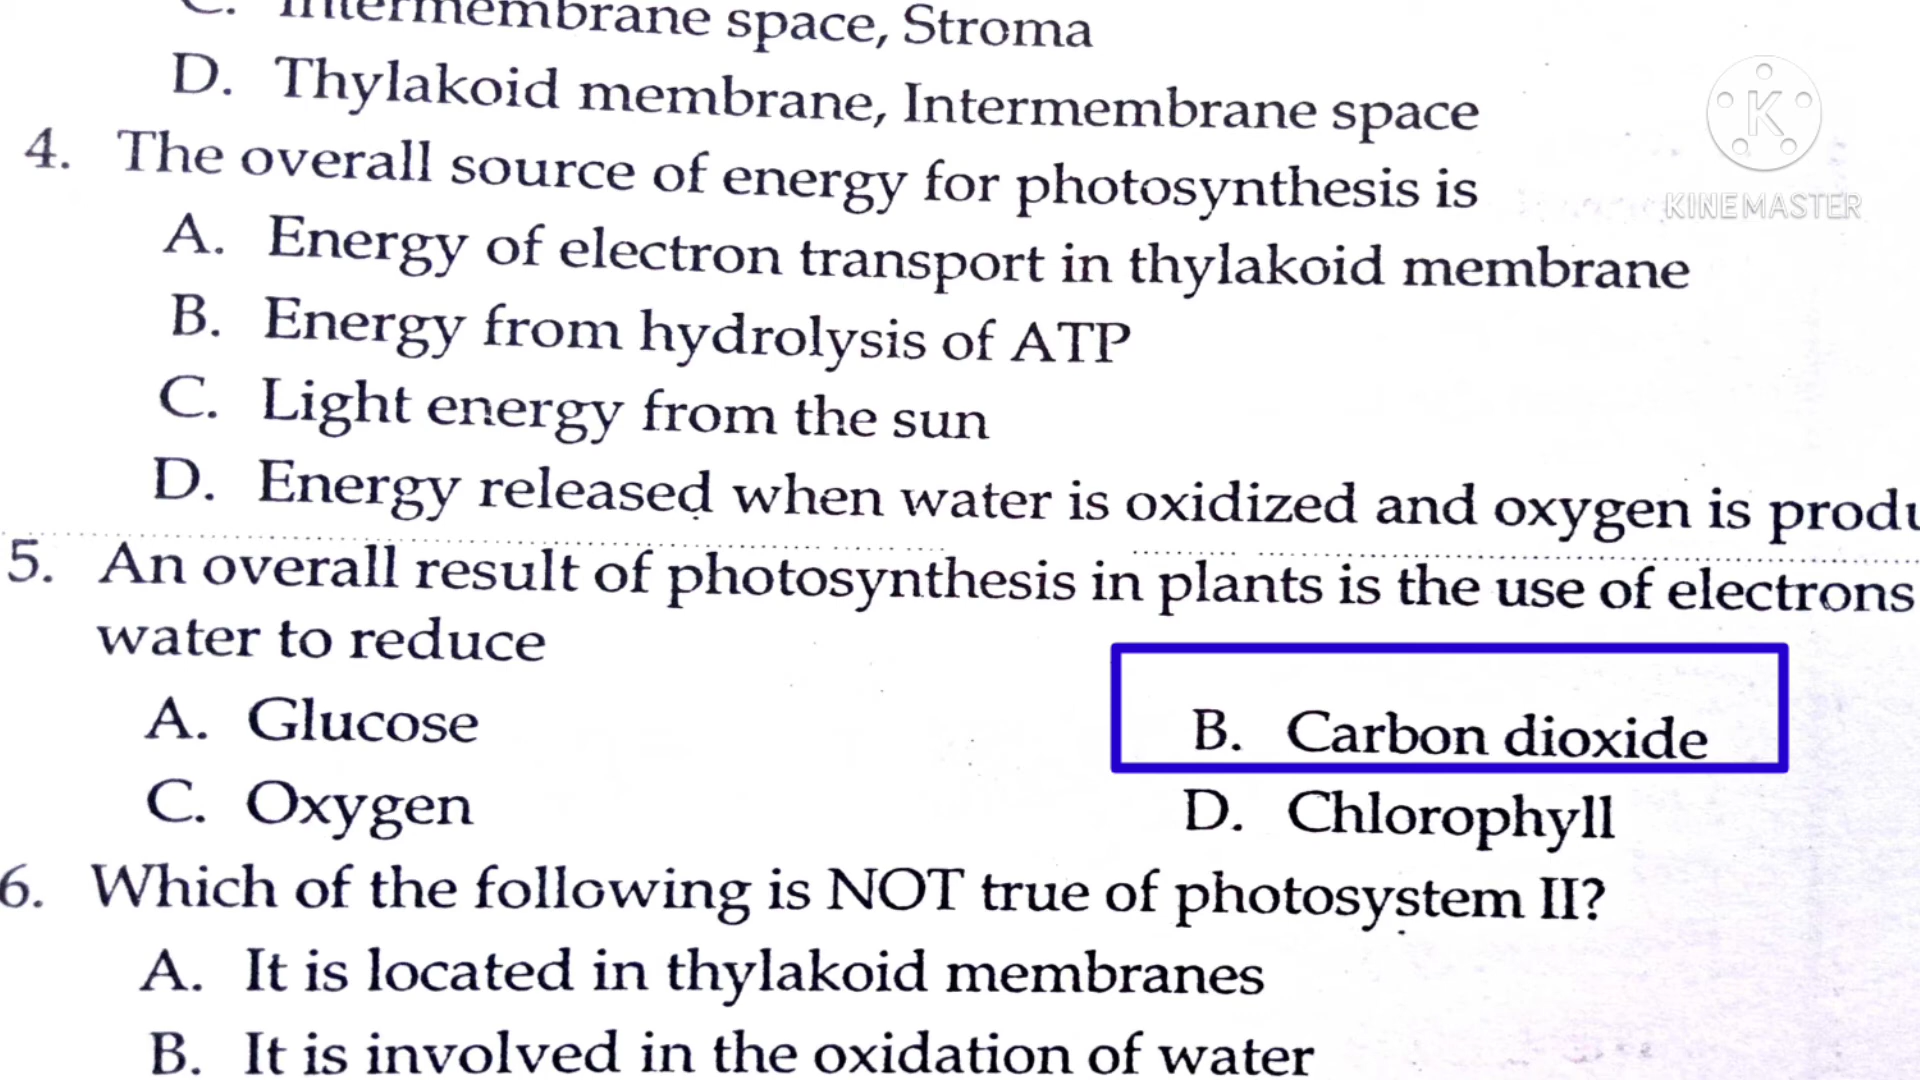 C. Intermembrane space, Stroma
D. Thylakoid membrane, Intermembrane space
4. The overall source of energy for photosynthesis is
A. Energy of electron transport in thylakoid membrane
B. Energy from hydrolysis of ATP
C. Light energy from the sun
D. Energy released when water is oxidized and oxygen is produ
5. An overall result of photosynthesis in plants is the use of electrons
water to reduce
A. Glucose
B. Carbon dioxide
C. Oxygen
D. Chlorophyll
6. Which of the following is NOT true of photosystem II?
A. It is located in thylakoid membranes
B. It is involved in the oxidation of water
K
KINEMASTER